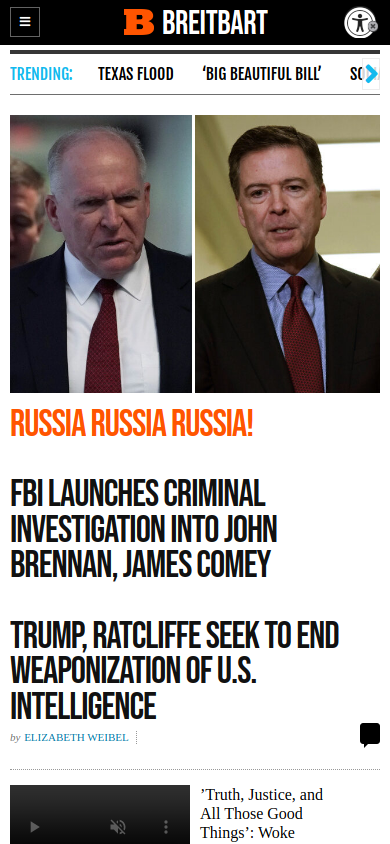 BREITBART
TRENDING: TEXAS FLOOD ‘BIG BEAUTIFUL BILL’
RUSSIA RUSSIA RUSSIA!
FBI LAUNCHES CRIMINAL
INVESTIGATION INTO JOHN
BRENNAN, JAMES COMEY
TRUMP, RATCLIFFE SEEK TO END
WEAPONIZATION OF U.S.
INTELLIGENCE
by ELIZABETH WEIBEL
’Truth, Justice, and
All Those Good
Things’: Woke